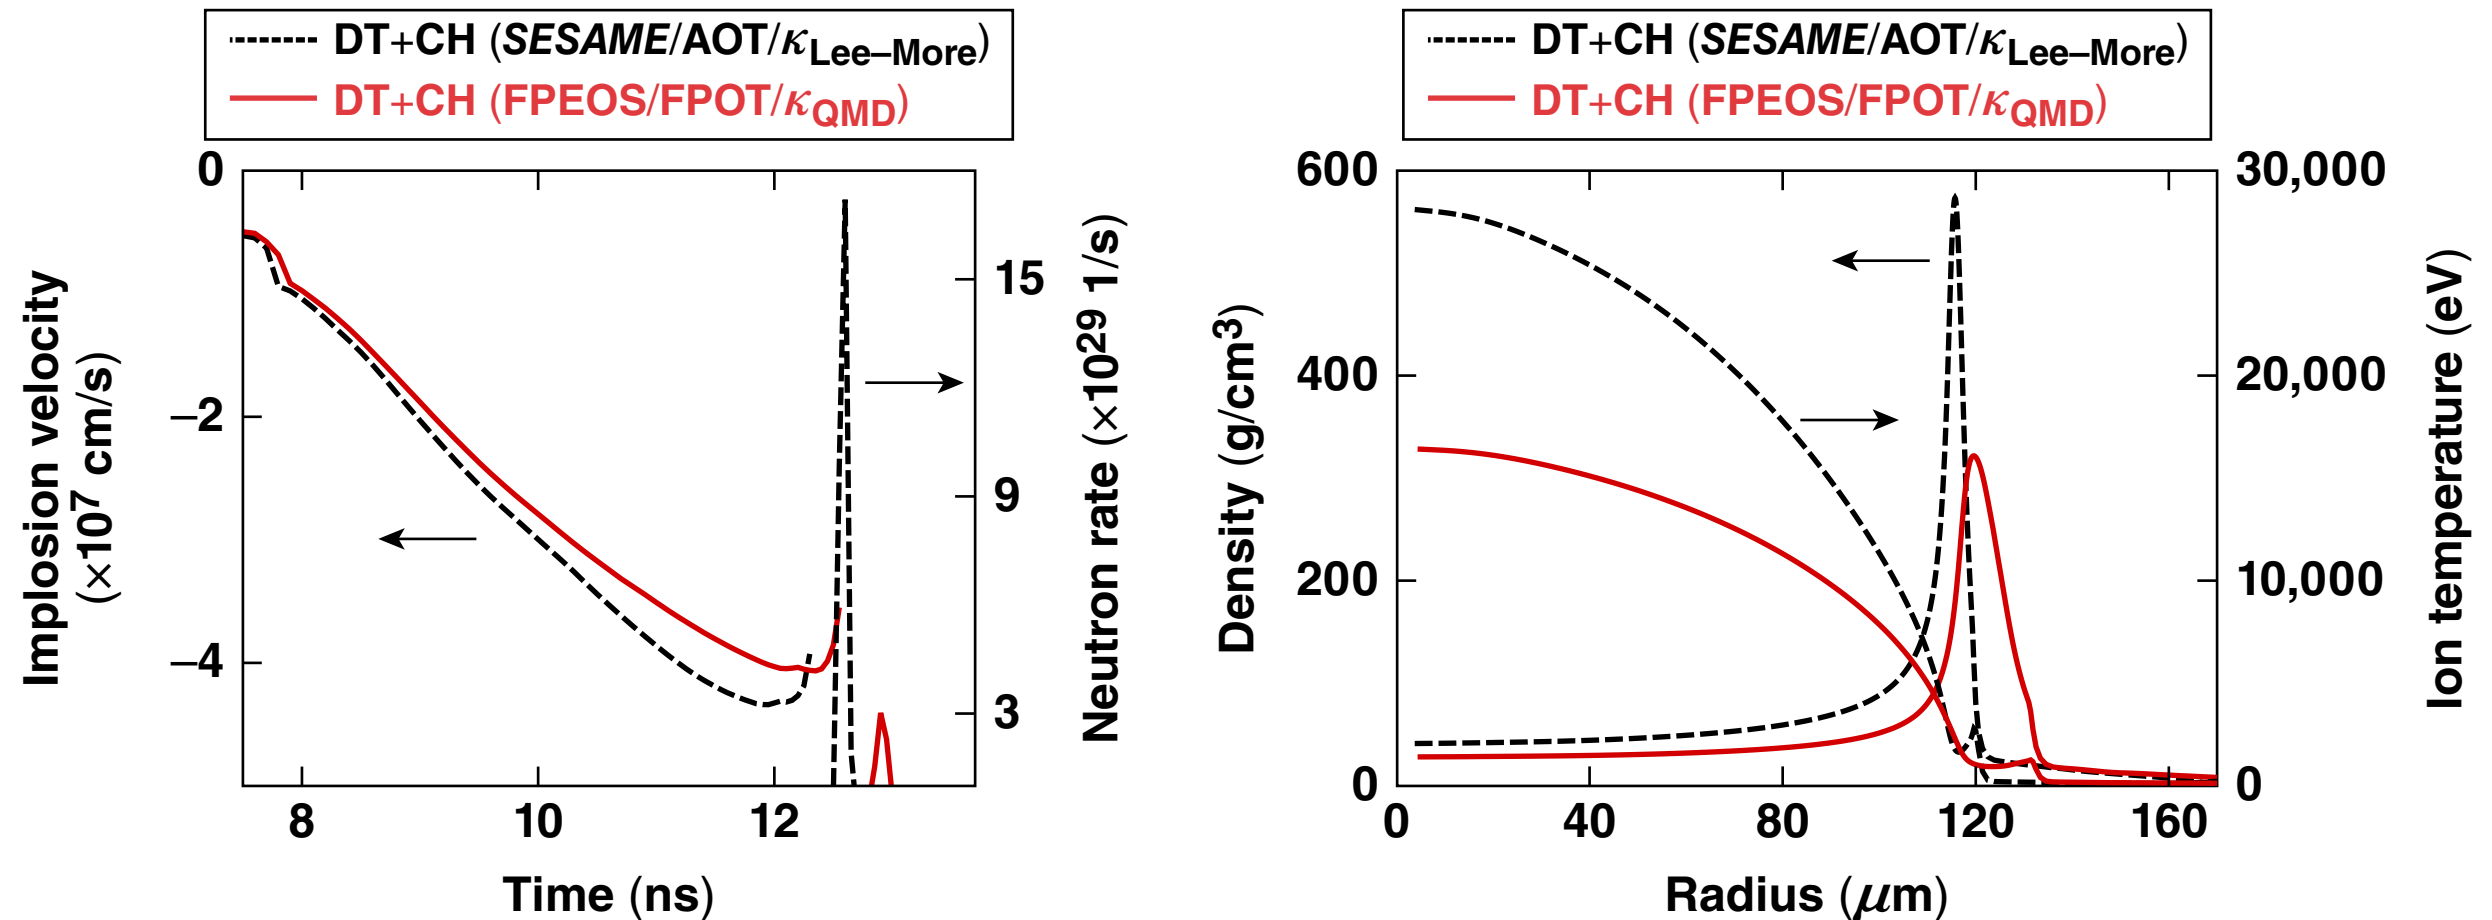 DT+CH (SESAME/AOT/κLee–More)
DT+CH (FPEOS/FPOT/κQMD)
0
−2
−4
Implosion velocity
(×10⁷ cm/s)
15
9
3
Neutron rate (×10²⁹ 1/s)
8 10 12
Time (ns)
DT+CH (SESAME/AOT/κLee–More)
DT+CH (FPEOS/FPOT/κQMD)
600
400
200
0
Density (g/cm³)
30,000
20,000
10,000
0
Ion temperature (eV)
0 40 80 120 160
Radius (μm)